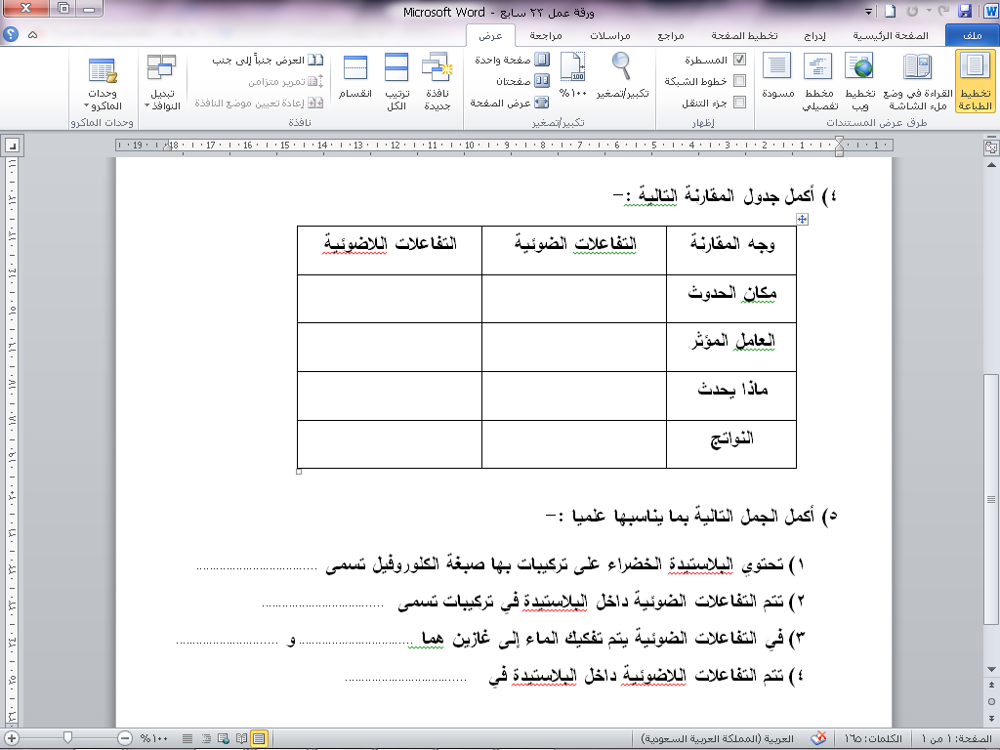 ورقة عمل ٢٣ سابع - Microsoft Word
ملف الصفحة الرئيسية إدراج تخطيط الصفحة مراجع مراسلات مراجعة عرض
تخطيط الطباعة
القراءة في وضع ملء الشاشة
تخطيط ويب
مخطط تفصيلي
مسودة
طرق عرض المستندات
المسطرة
خطوط الشبكة
جزء التنقل
إظهار
تكبير/تصغير
١٠٠%
صفحة واحدة
صفحتان
عرض الصفحة
تكبير/تصغير
نافذة جديدة
ترتيب الكل
انقسام
العرض جنباً إلى جنب
تمرير متزامن
إعادة تعيين موضع النافذة
تبديل النوافذ
نافذة
وحدات الماكرو
وحدات الماكرو
٤) أكمل جدول المقارنة التالية :-
وجه المقارنة التفاعلات الضوئية التفاعلات اللاضوئية
مكان الحدوث
العامل المؤثر
ماذا يحدث
النواتج
٥) أكمل الجمل التالية بما يناسبها علميا :-
١) تحتوي البلاستيدة الخضراء على تركيبات بها صبغة الكلوروفيل تسمى ................................
٢) تتم التفاعلات الضوئية داخل البلاستيدة في تركيبات تسمى ................................
٣) في التفاعلات الضوئية يتم تفكيك الماء إلى غازين هما .............................. و ..........................
٤) تتم التفاعلات اللاضوئية داخل البلاستيدة في ................................
الصفحة: ١ من ١ الكلمات: ١٦٥ العربية (المملكة العربية السعودية) ١٠٠%